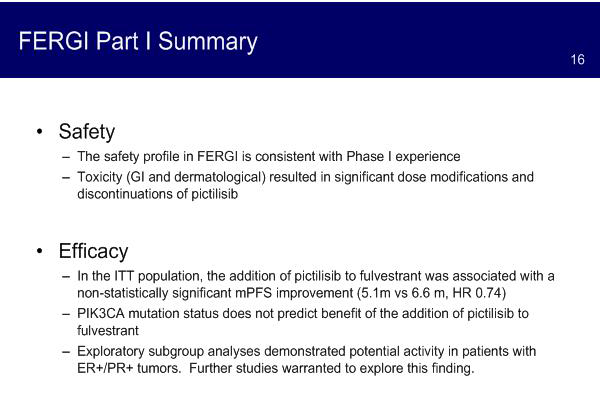 FERGI Part I Summary
16
• Safety
– The safety profile in FERGI is consistent with Phase I experience
– Toxicity (GI and dermatological) resulted in significant dose modifications and
discontinuations of pictilisib
• Efficacy
– In the ITT population, the addition of pictilisib to fulvestrant was associated with a
non-statistically significant mPFS improvement (5.1m vs 6.6 m, HR 0.74)
– PIK3CA mutation status does not predict benefit of the addition of pictilisib to
fulvestrant
– Exploratory subgroup analyses demonstrated potential activity in patients with
ER+/PR+ tumors. Further studies warranted to explore this finding.